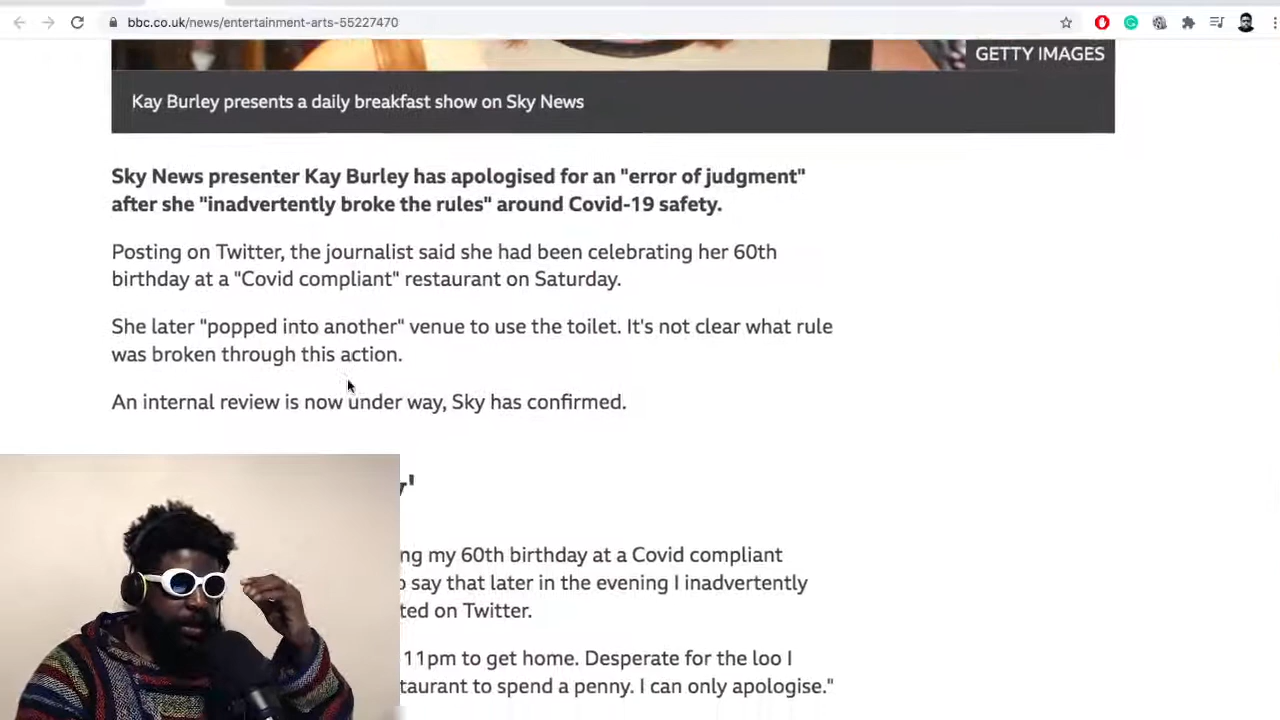 bbc.co.uk/news/entertainment-arts-55227470
GETTY IMAGES
Kay Burley presents a daily breakfast show on Sky News
Sky News presenter Kay Burley has apologised for an "error of judgment"
after she "inadvertently broke the rules" around Covid-19 safety.
Posting on Twitter, the journalist said she had been celebrating her 60th
birthday at a "Covid compliant" restaurant on Saturday.
She later "popped into another" venue to use the toilet. It's not clear what rule
was broken through this action.
An internal review is now under way, Sky has confirmed.
y'
ng my 60th birthday at a Covid compliant
o say that later in the evening I inadvertently
ted on Twitter.
11pm to get home. Desperate for the loo I
taurant to spend a penny. I can only apologise."